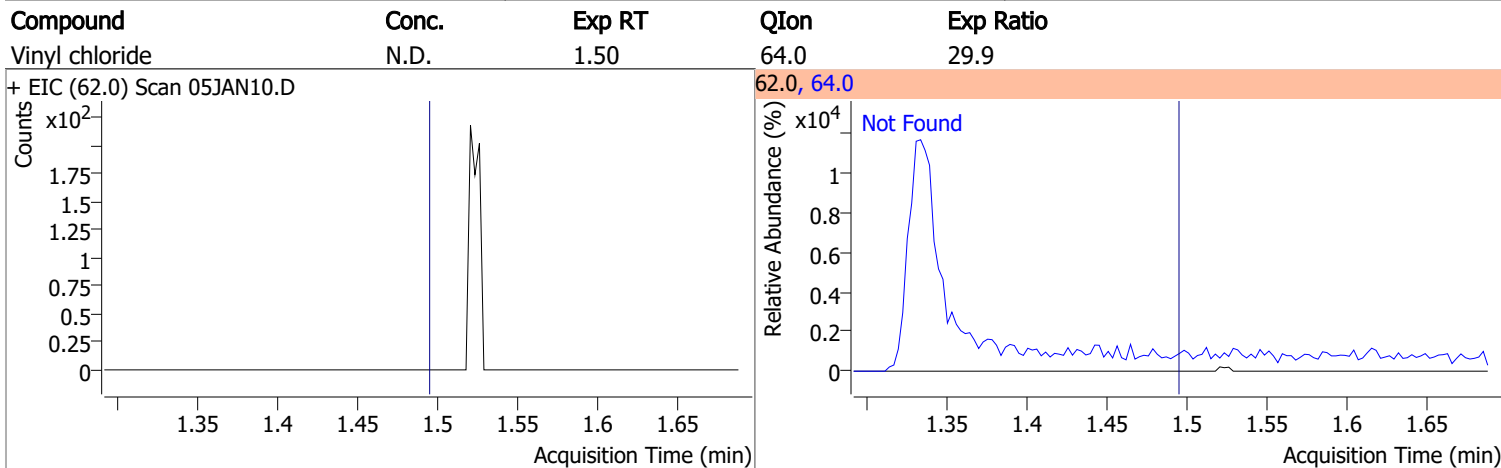 Compound Conc. Exp RT QIon Exp Ratio
Vinyl chloride N.D. 1.50 64.0 29.9
+ EIC (62.0) Scan 05JAN10.D
Counts
x10²
1.75
1.5
1.25
1
0.75
0.5
0.25
0
1.35 1.4 1.45 1.5 1.55 1.6 1.65
Acquisition Time (min)
62.0, 64.0
Relative Abundance (%)
x10⁴
Not Found
1
0.8
0.6
0.4
0.2
0
1.35 1.4 1.45 1.5 1.55 1.6 1.65
Acquisition Time (min)